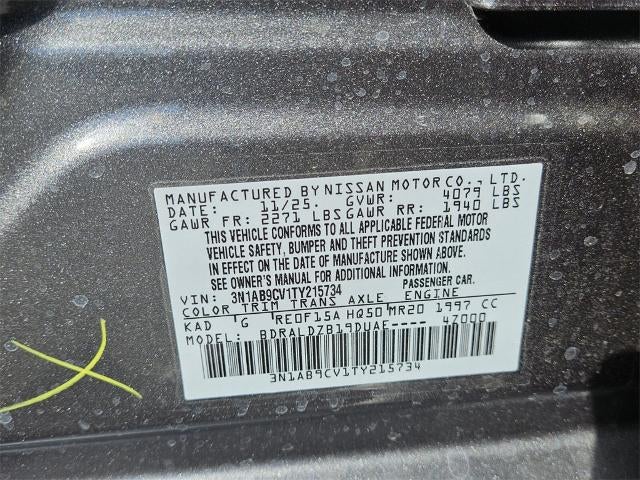 MANUFACTURED BY NISSAN MOTOR CO., LTD.
DATE: 11/25. GVWR: 4079 LBS
GAWR FR: 2271 LBS GAWR RR: 1940 LBS
THIS VEHICLE CONFORMS TO ALL APPLICABLE FEDERAL MOTOR
VEHICLE SAFETY, BUMPER AND THEFT PREVENTION STANDARDS
IN EFFECT ON THE DATE OF MANUFACTURE SHOWN ABOVE.
SEE OWNER'S MANUAL FOR ADDITIONAL INFORMATION
VIN: 3N1AB9CV1TY215734 PASSENGER CAR.
COLOR TRIM TRANS AXLE ENGINE
KAD G RE0F15A HQ50 MR20 1997 CC
MODEL: BDRALDZB19DUAE---- 47000
3N1AB9CV1TY215734